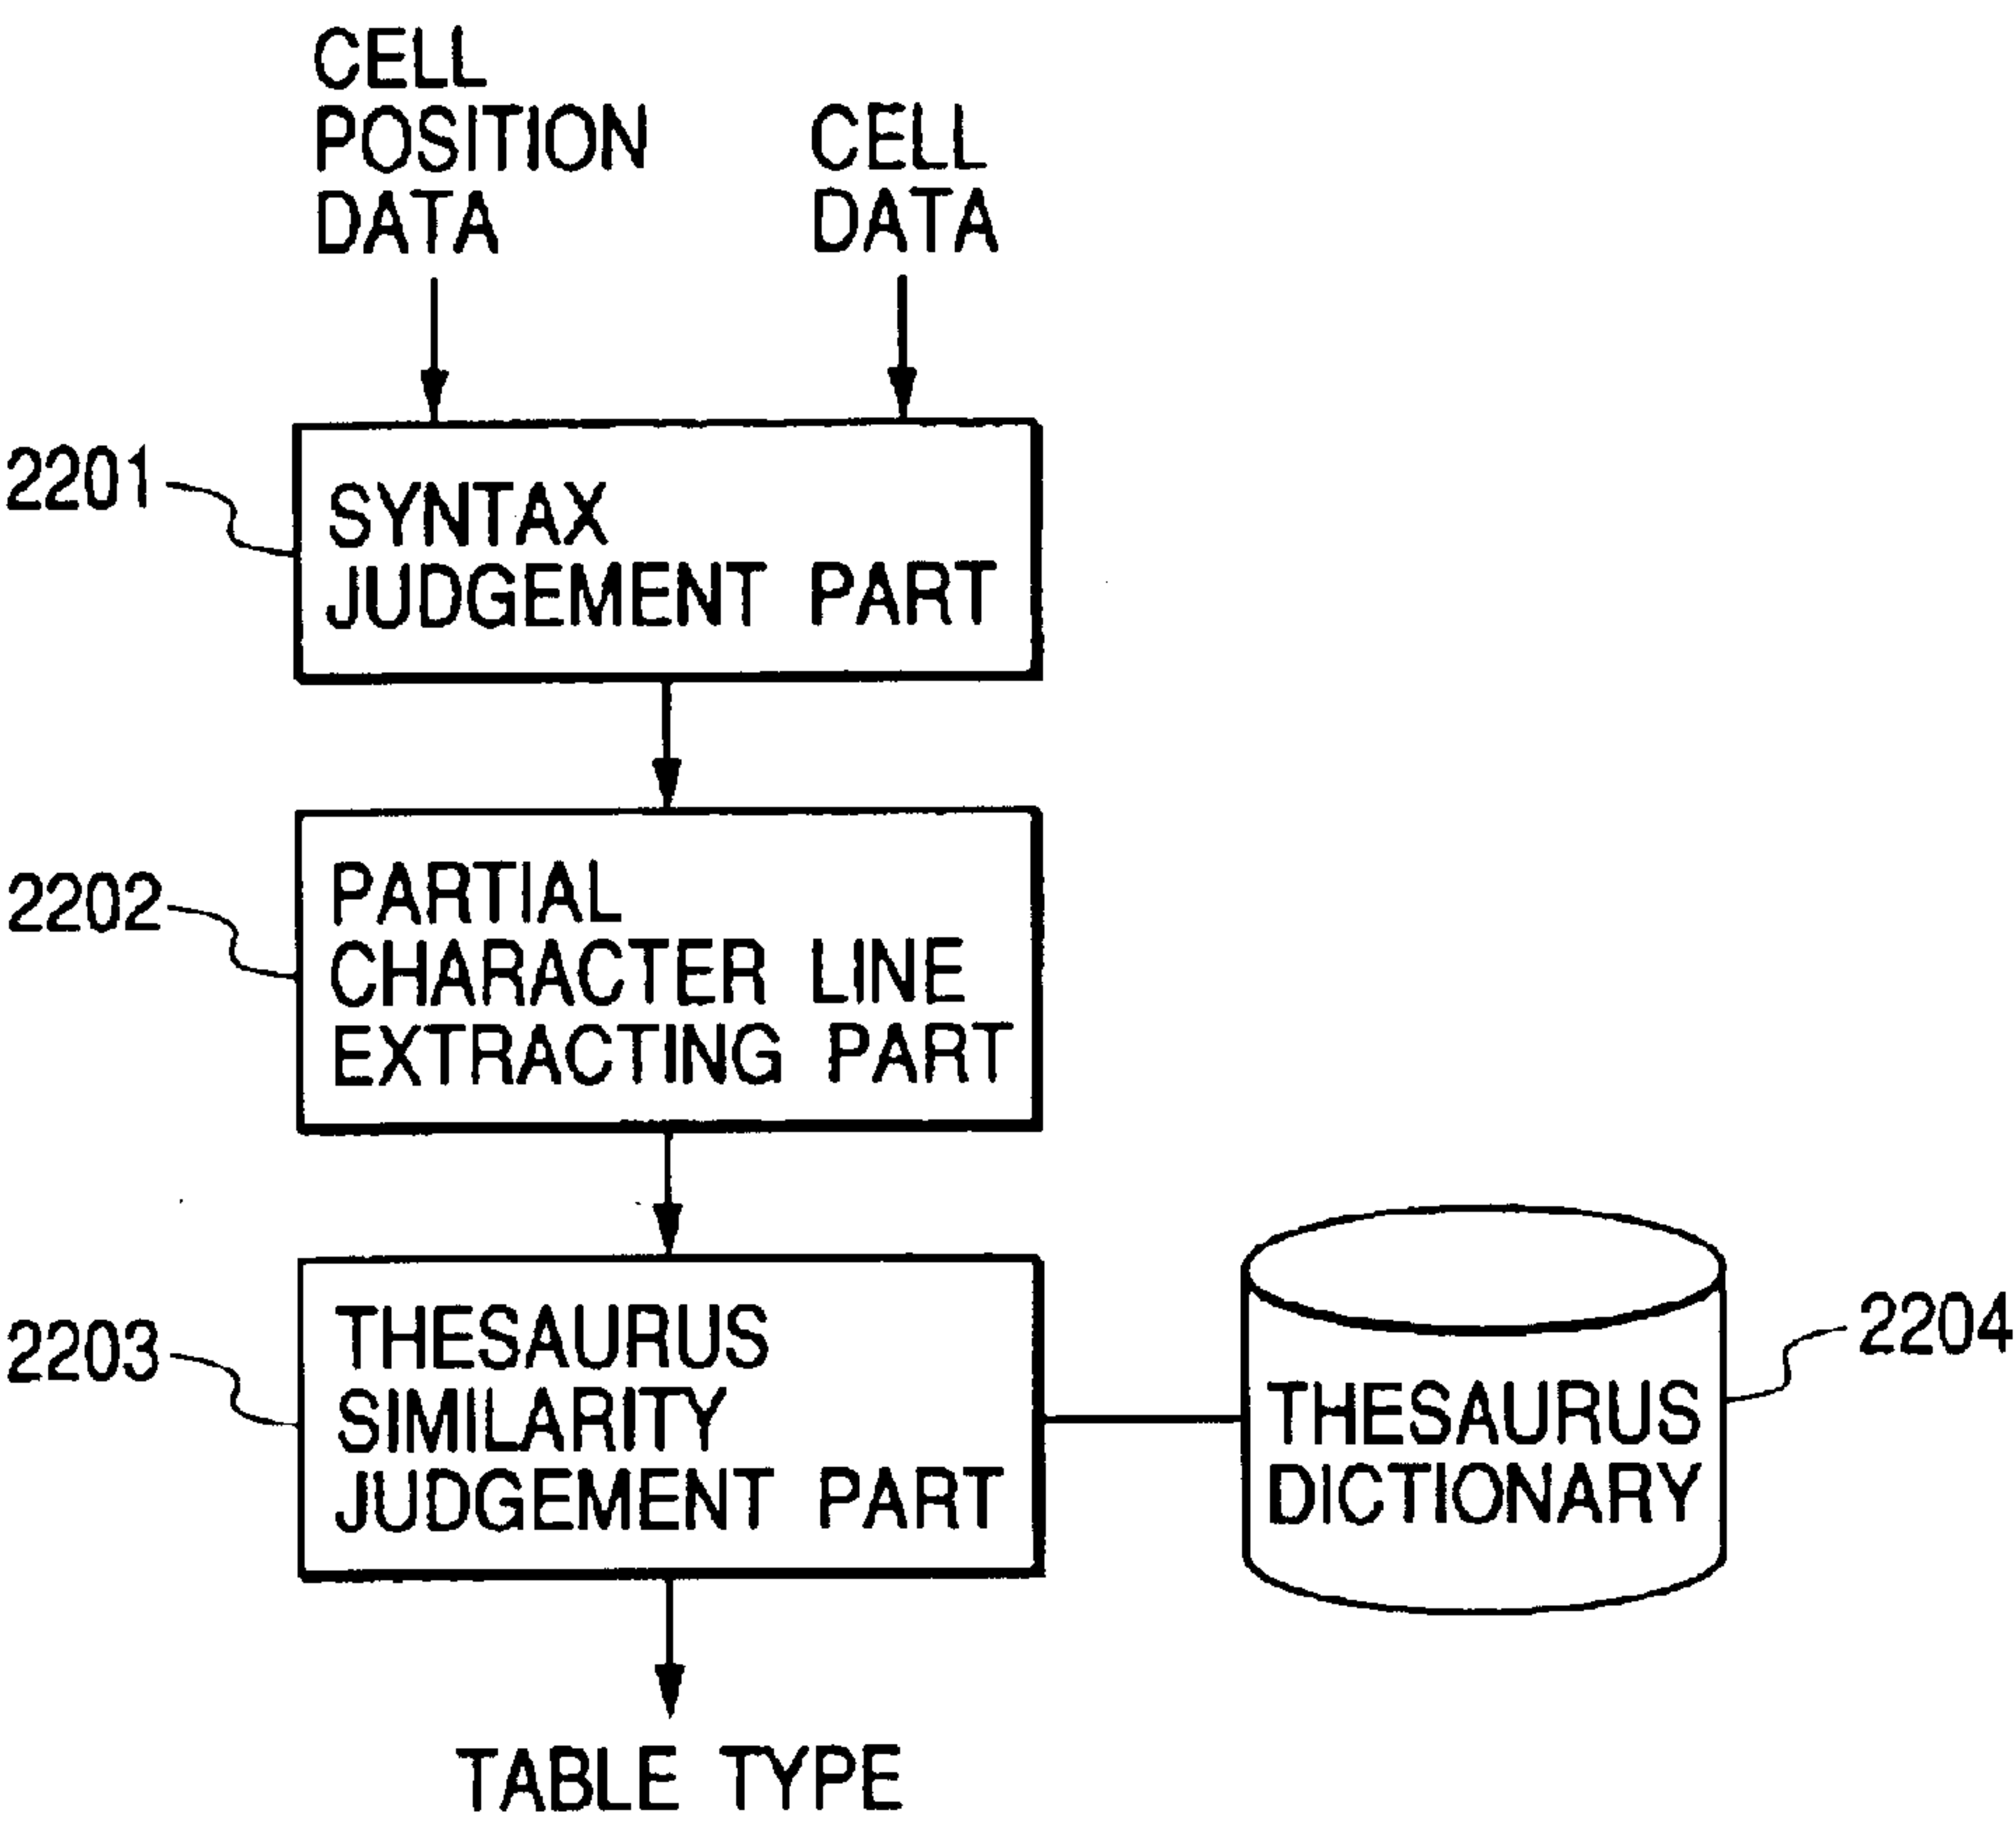 CELL
POSITION
DATA
CELL
DATA
2201
SYNTAX
JUDGEMENT PART
2202
PARTIAL
CHARACTER LINE
EXTRACTING PART
2203
THESAURUS
SIMILARITY
JUDGEMENT PART
2204
THESAURUS
DICTIONARY
TABLE TYPE